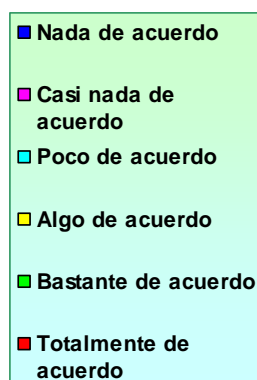 Nada de acuerdo
Casi nada de
acuerdo
Poco de acuerdo
Algo de acuerdo
Bastante de acuerdo
Totalmente de
acuerdo